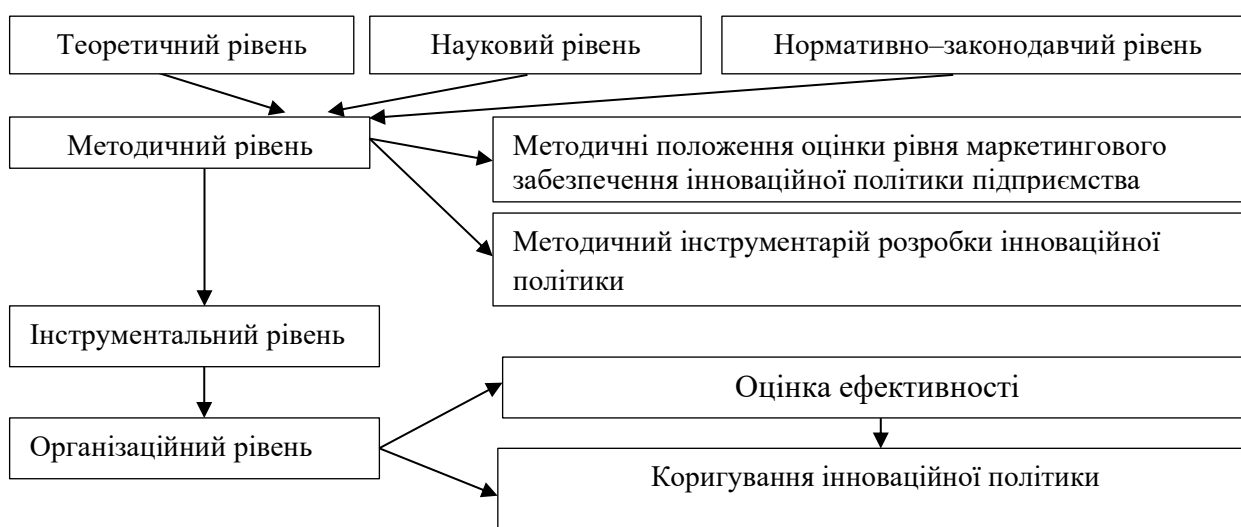 Теоретичний рівень
Науковий рівень
Нормативно–законодавчий рівень
Методичний рівень
Методичні положення оцінки рівня маркетингового
забезпечення інноваційної політики підприємства
Методичний інструментарій розробки інноваційної
політики
Інструментальний рівень
Оцінка ефективності
Організаційний рівень
Коригування інноваційної політики